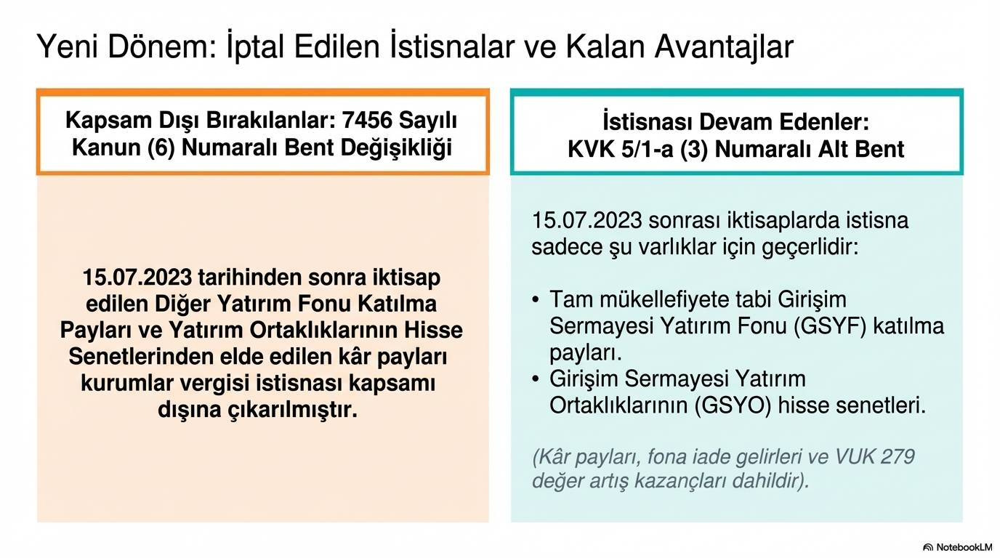 Yeni Dönem: İptal Edilen İstisnalar ve Kalan Avantajlar
Kapsam Dışı Bırakılanlar: 7456 Sayılı
Kanun (6) Numaralı Bent Değişikliği
15.07.2023 tarihinden sonra iktisap
edilen Diğer Yatırım Fonu Katılma
Payları ve Yatırım Ortaklıklarının Hisse
Senetlerinden elde edilen kâr payları
kurumlar vergisi istisnası kapsamı
dışına çıkarılmıştır.
İstisnası Devam Edenler:
KVK 5/1-a (3) Numaralı Alt Bent
15.07.2023 sonrası iktisaplarda istisna
sadece şu varlıklar için geçerlidir:
• Tam mükellefiyete tabi Girişim
Sermayesi Yatırım Fonu (GSYF) katılma
payları.
• Girişim Sermayesi Yatırım
Ortaklıklarının (GSYO) hisse senetleri.
(Kâr payları, fona iade gelirleri ve VUK 279
değer artış kazançları dahildir).
NotebookLM